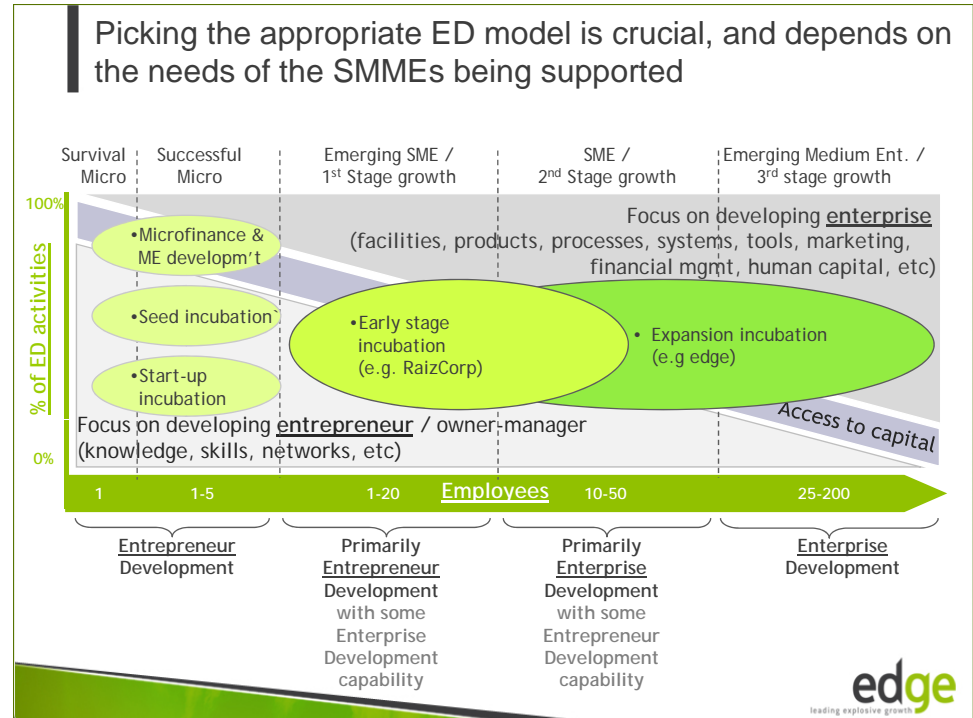 Picking the appropriate ED model is crucial, and depends on
the needs of the SMMEs being supported
Survival
Micro
Successful
Micro
Emerging SME /
1st Stage growth
SME /
2nd Stage growth
Emerging Medium Ent. /
3rd stage growth
100%
% of ED activities
0%
Focus on developing enterprise
(facilities, products, processes, systems, tools, marketing,
financial mgmt, human capital, etc)
•Microfinance &
ME developm't
•Seed incubation`
•Start-up
incubation
•Early stage
incubation
(e.g. RaizCorp)
• Expansion incubation
(e.g edge)
Access to capital
Focus on developing entrepreneur / owner-manager
(knowledge, skills, networks, etc)
1
1-5
1-20
Employees
10-50
25-200
Entrepreneur
Development
Primarily
Entrepreneur
Development
with some
Enterprise
Development
capability
Primarily
Enterprise
Development
with some
Entrepreneur
Development
capability
Enterprise
Development
edge
leading explosive growth